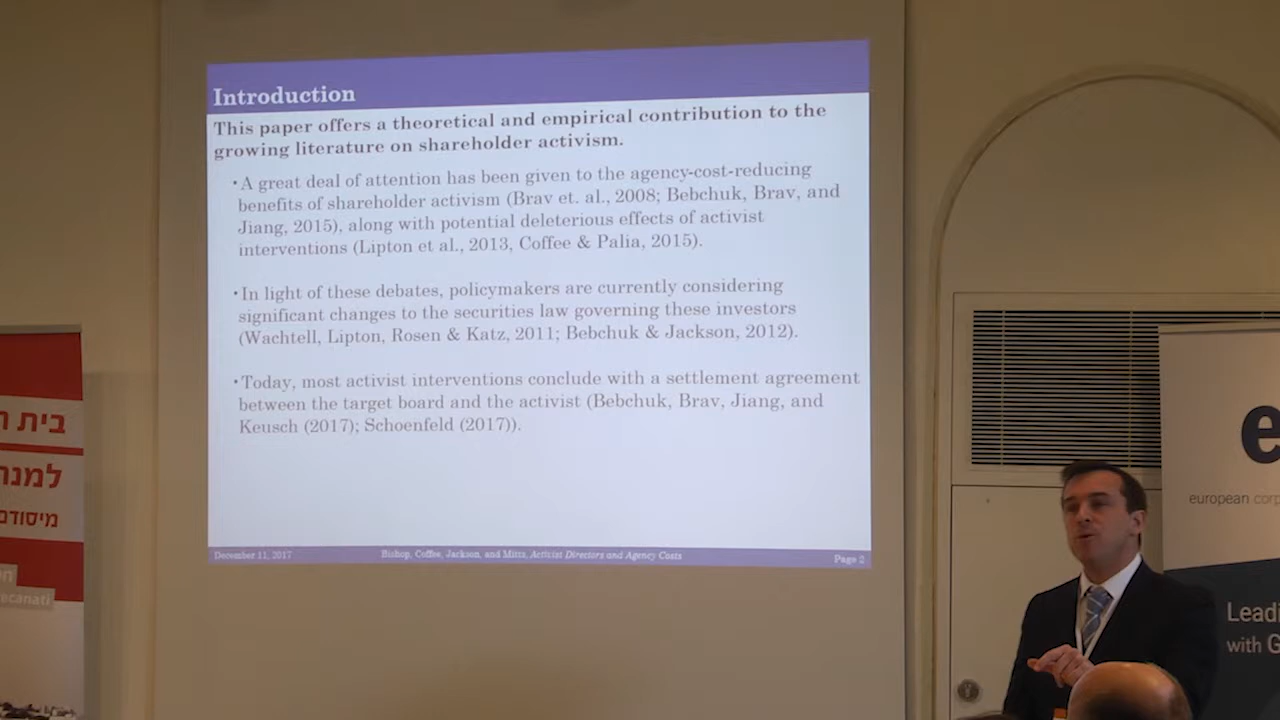 Introduction
This paper offers a theoretical and empirical contribution to the
growing literature on shareholder activism.
•A great deal of attention has been given to the agency-cost-reducing
benefits of shareholder activism (Brav et. al., 2008; Bebchuk, Brav, and
Jiang, 2015), along with potential deleterious effects of activist
interventions (Lipton et al., 2013, Coffee & Palia, 2015).
•In light of these debates, policymakers are currently considering
significant changes to the securities law governing these investors
(Wachtell, Lipton, Rosen & Katz, 2011; Bebchuk & Jackson, 2012).
•Today, most activist interventions conclude with a settlement agreement
between the target board and the activist (Bebchuk, Brav, Jiang, and
Keusch (2017); Schoenfeld (2017)).
December 11, 2017
Bishop, Coffee, Jackson, and Mitts, Activist Directors and Agency Costs
Page 2
בית
למנה
מיסודם
ecanati
e
european corp
Leadi
with G